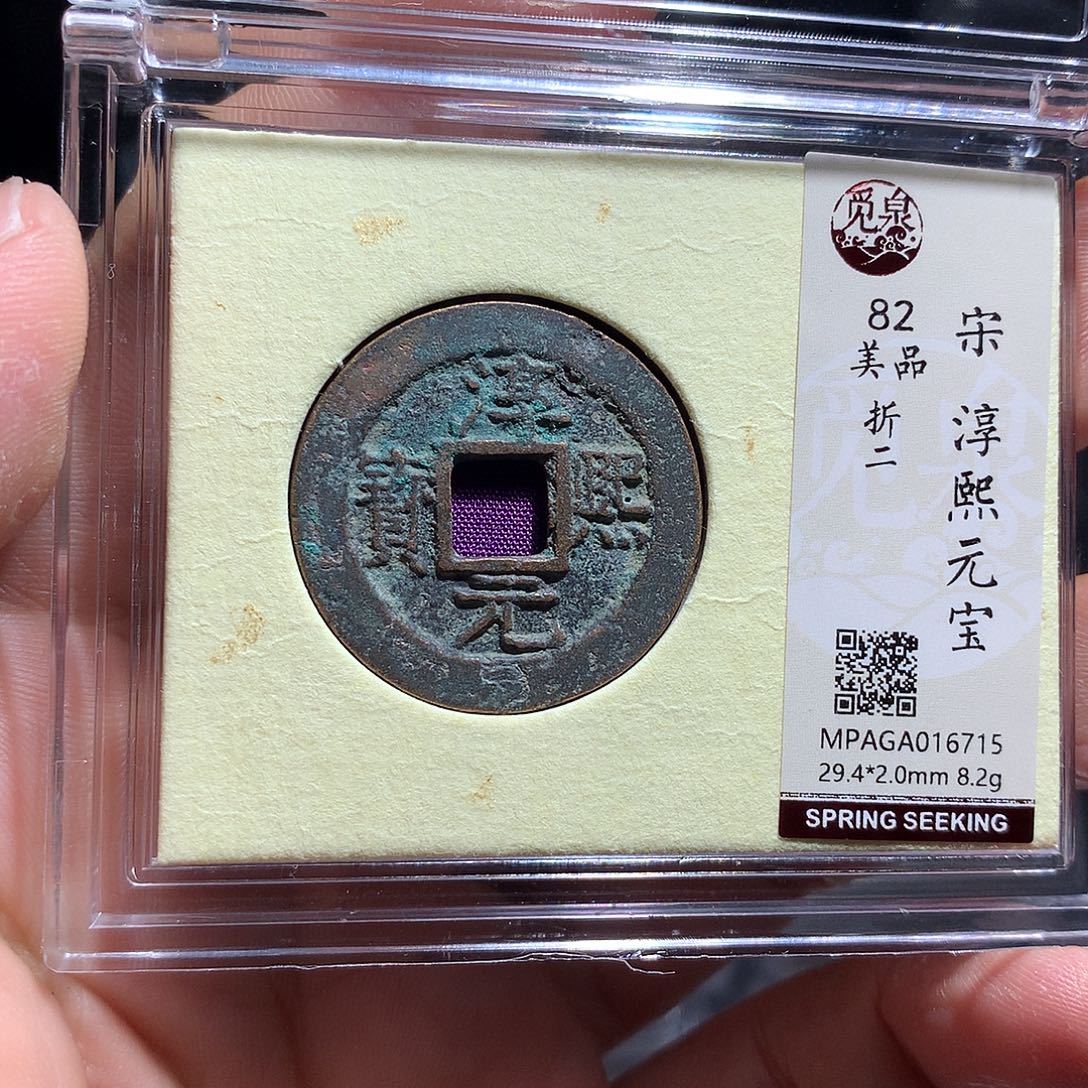 觅泉
宋 淳熙元宝
82
美品
折二
MPAGA016715
29.4*2.0mm 8.2g
SPRING SEEKING
淳熙元寶